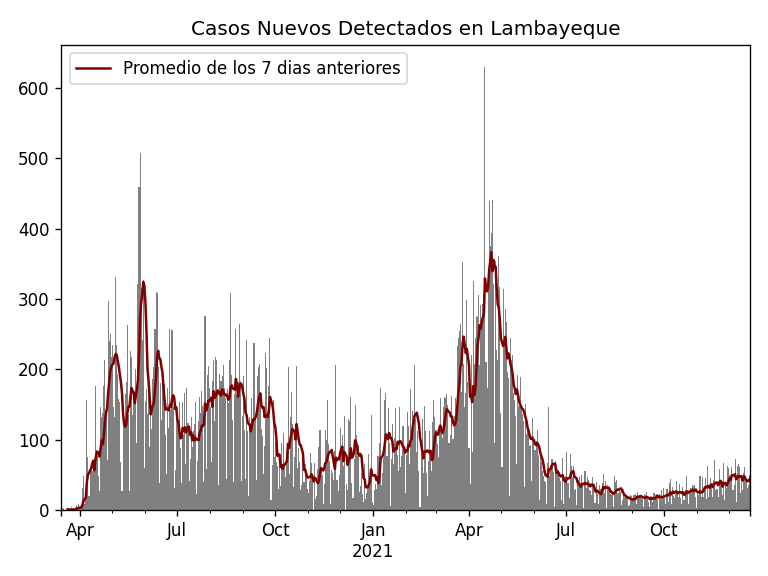 Casos Nuevos Detectados en Lambayeque
Promedio de los 7 dias anteriores
600
500
400
300
200
100
0
Apr Jul Oct Jan Apr Jul Oct
2021